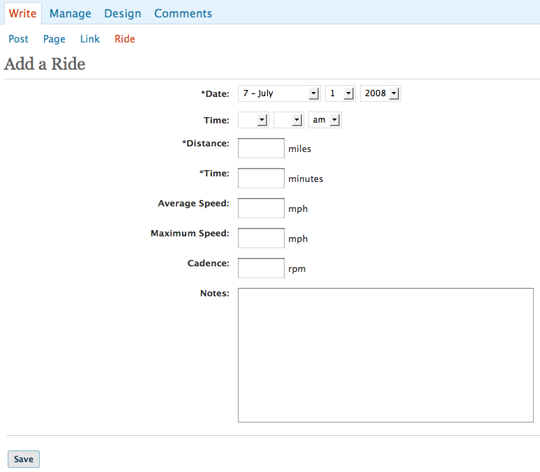 Write Manage Design Comments
Post Page Link Ride
Add a Ride
*Date: 7 - July 1 2008
Time: am
*Distance: miles
*Time: minutes
Average Speed: mph
Maximum Speed: mph
Cadence: rpm
Notes:
Save